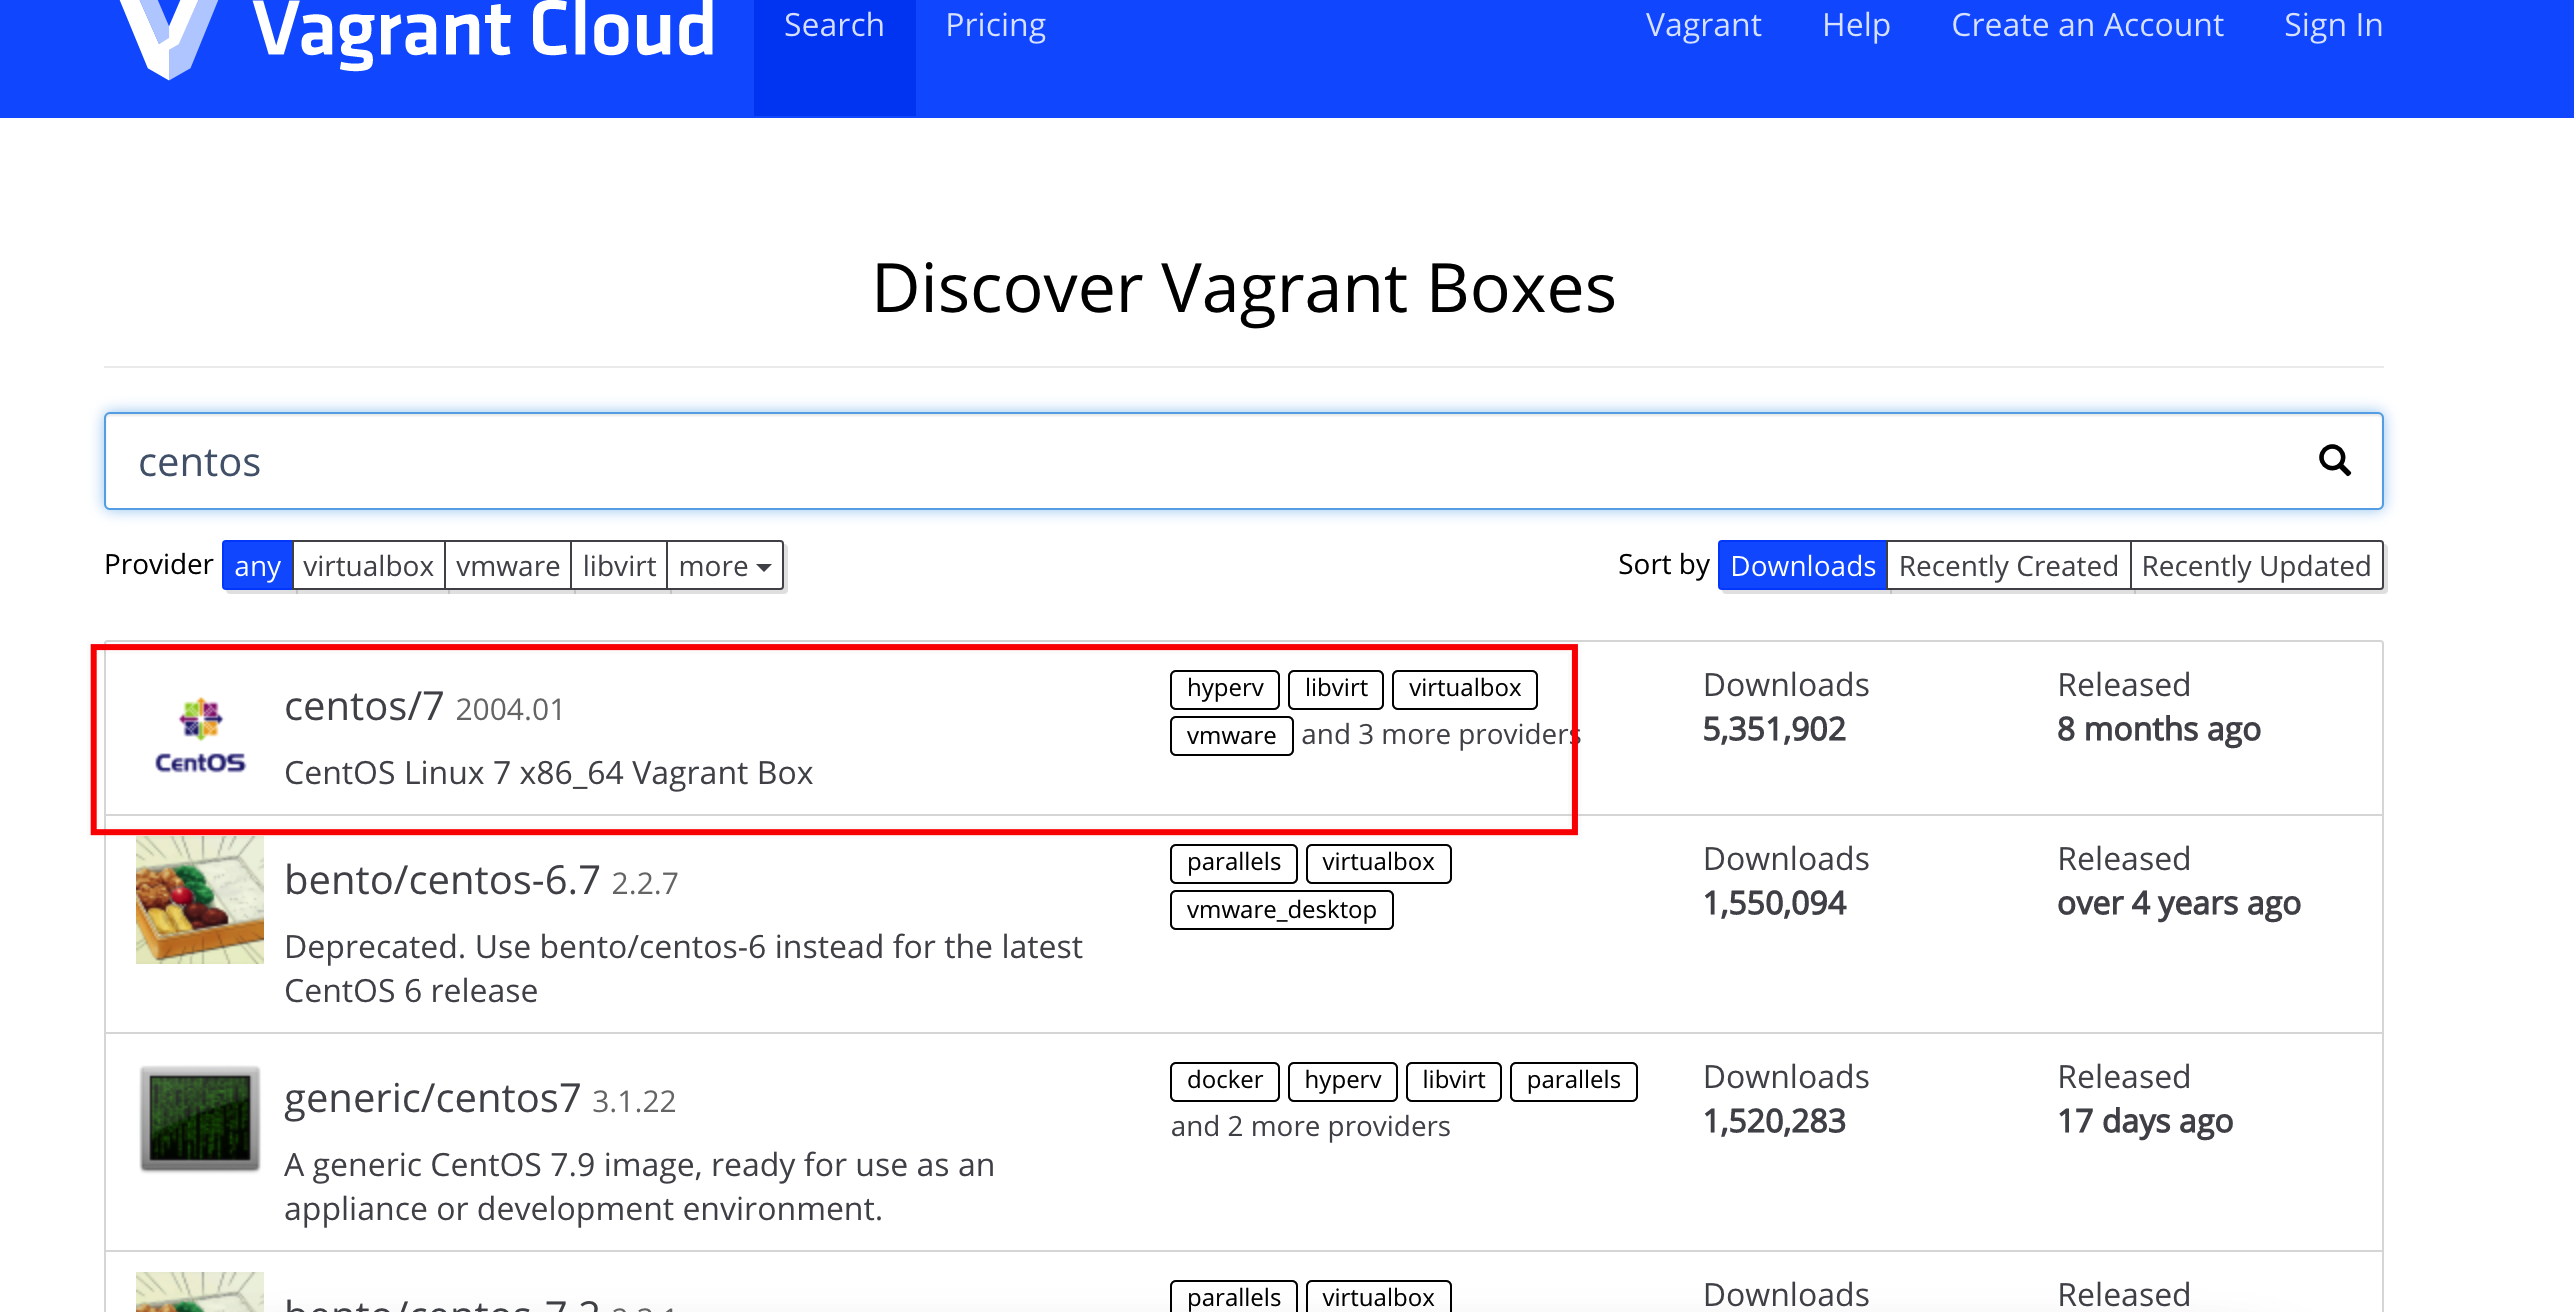 Vagrant Cloud Search Pricing Vagrant Help Create an Account Sign In
Discover Vagrant Boxes
centos
Provider any virtualbox vmware libvirt more Sort by Downloads Recently Created Recently Updated
CentOS
centos/7 2004.01
CentOS Linux 7 x86_64 Vagrant Box
hyperv libvirt virtualbox
vmware and 3 more providers
Downloads
5,351,902
Released
8 months ago
bento/centos-6.7 2.2.7
Deprecated. Use bento/centos-6 instead for the latest
CentOS 6 release
parallels virtualbox
vmware_desktop
Downloads
1,550,094
Released
over 4 years ago
generic/centos7 3.1.22
A generic CentOS 7.9 image, ready for use as an
appliance or development environment.
docker hyperv libvirt parallels
and 2 more providers
Downloads
1,520,283
Released
17 days ago
bento/centos-7.2
parallels virtualbox
Downloads
Released